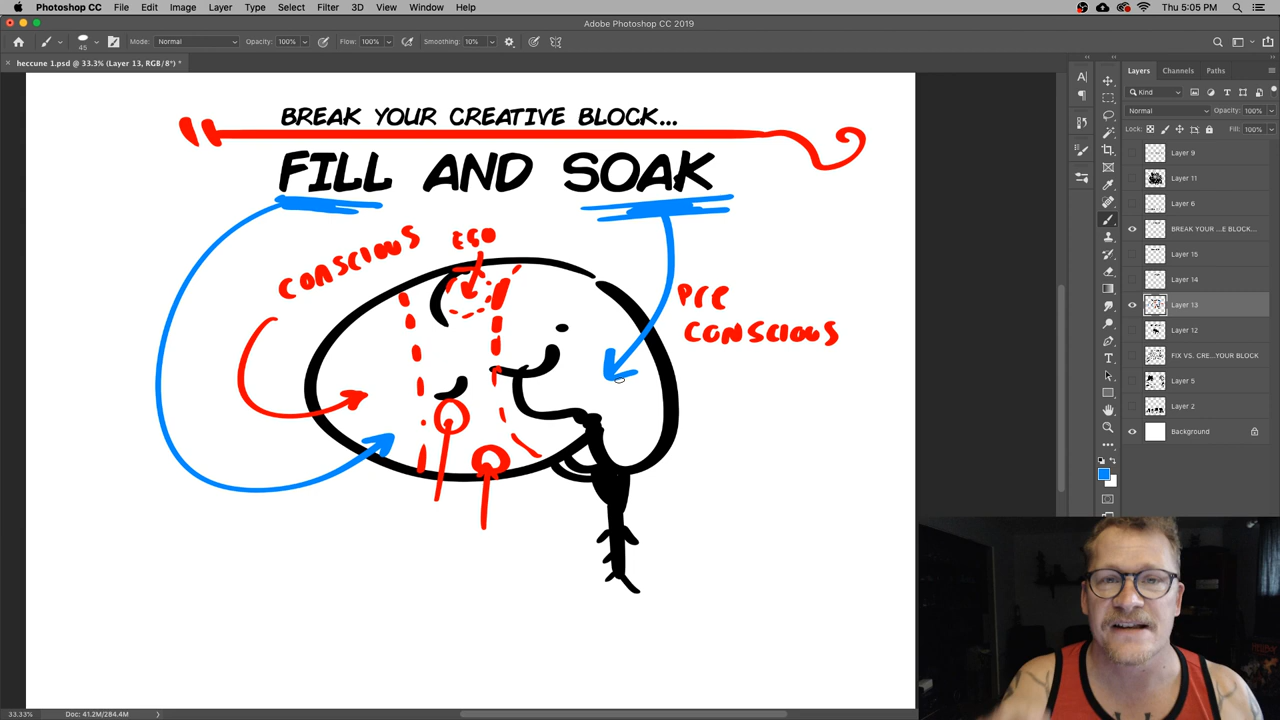 Photoshop CC File Edit Image Layer Type Select Filter 3D View Window Help Thu 5:05 PM
Adobe Photoshop CC 2019
45 Mode: Normal Opacity: 100% Flow: 100% Smoothing: 10%
heccune 1.psd @ 33.3% (Layer 13, RGB/8*) *
Layers Channels Paths
Kind
Normal Opacity: 100%
Lock: Fill: 100%
Layer 9
Layer 11
Layer 6
BREAK YOUR ...E BLOCK...
Layer 15
Layer 14
Layer 13
Layer 12
FIX VS. CRE...YOUR BLOCK
Layer 5
Layer 2
Background
BREAK YOUR CREATIVE BLOCK...
FILL AND SOAK
CONSCIOUS
EGO
PRE
CONSCIOUS
33.33% Doc: 41.2M/284.4M